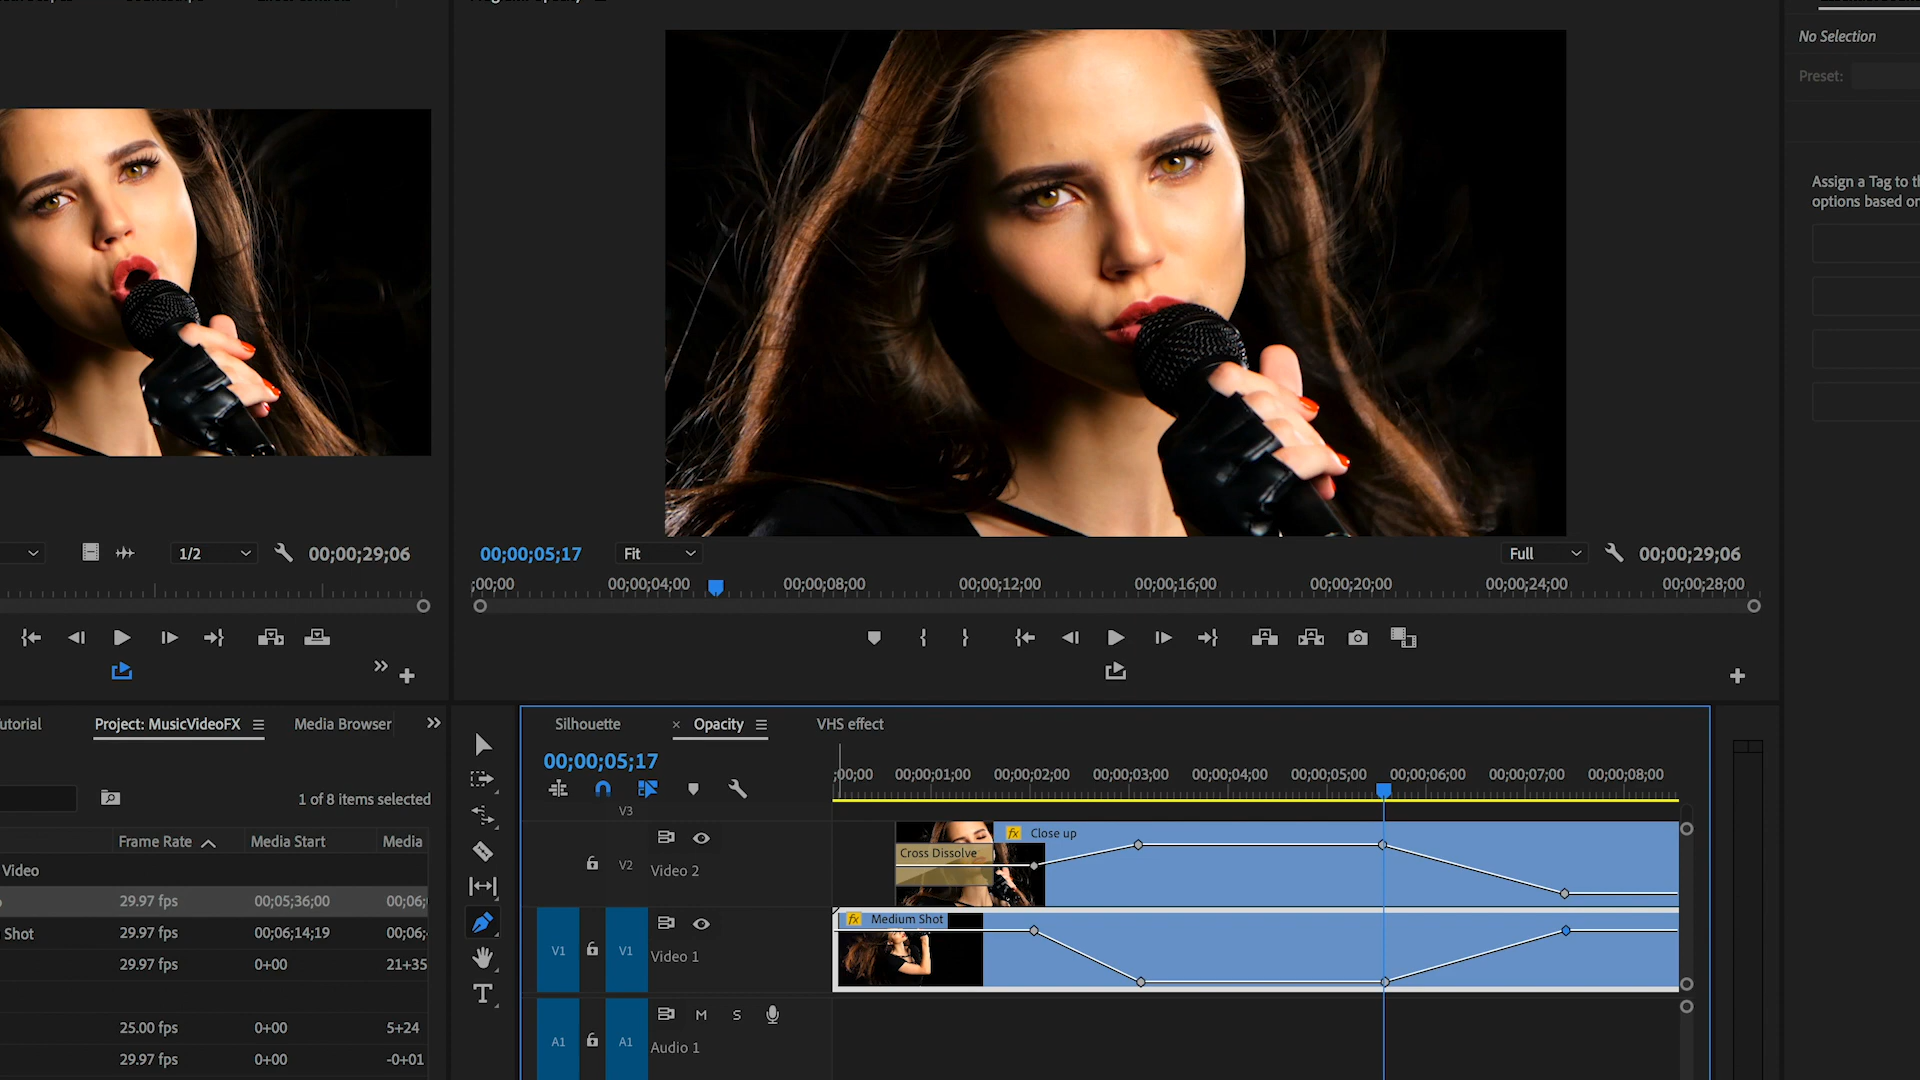 No Selection
Preset:
Assign a Tag to
options based
1/2
00;00;29;06
00;00;05;17
Fit
Full
00;00;29;06
;00;00
00;00;04;00
00;00;08;00
00;00;12;00
00;00;16;00
00;00;20;00
00;00;24;00
00;00;28;00
utorial
Project: MusicVideoFX
Media Browser
1 of 8 items selected
Frame Rate
Media Start
Media
Video
29.97 fps
00;05;36;00
00;06;
Shot
29.97 fps
00;06;14;19
00;06;
29.97 fps
0+00
21+35
25.00 fps
0+00
5+24
29.97 fps
0+00
-0+01
T
Silhouette
× Opacity
VHS effect
00;00;05;17
;00;00
00;00;01;00
00;00;02;00
00;00;03;00
00;00;04;00
00;00;05;00
00;00;06;00
00;00;07;00
00;00;08;00
V3
fx Close up
Cross Dissolve
V2
Video 2
fx Medium Shot
V1
V1
Video 1
M
S
A1
A1
Audio 1